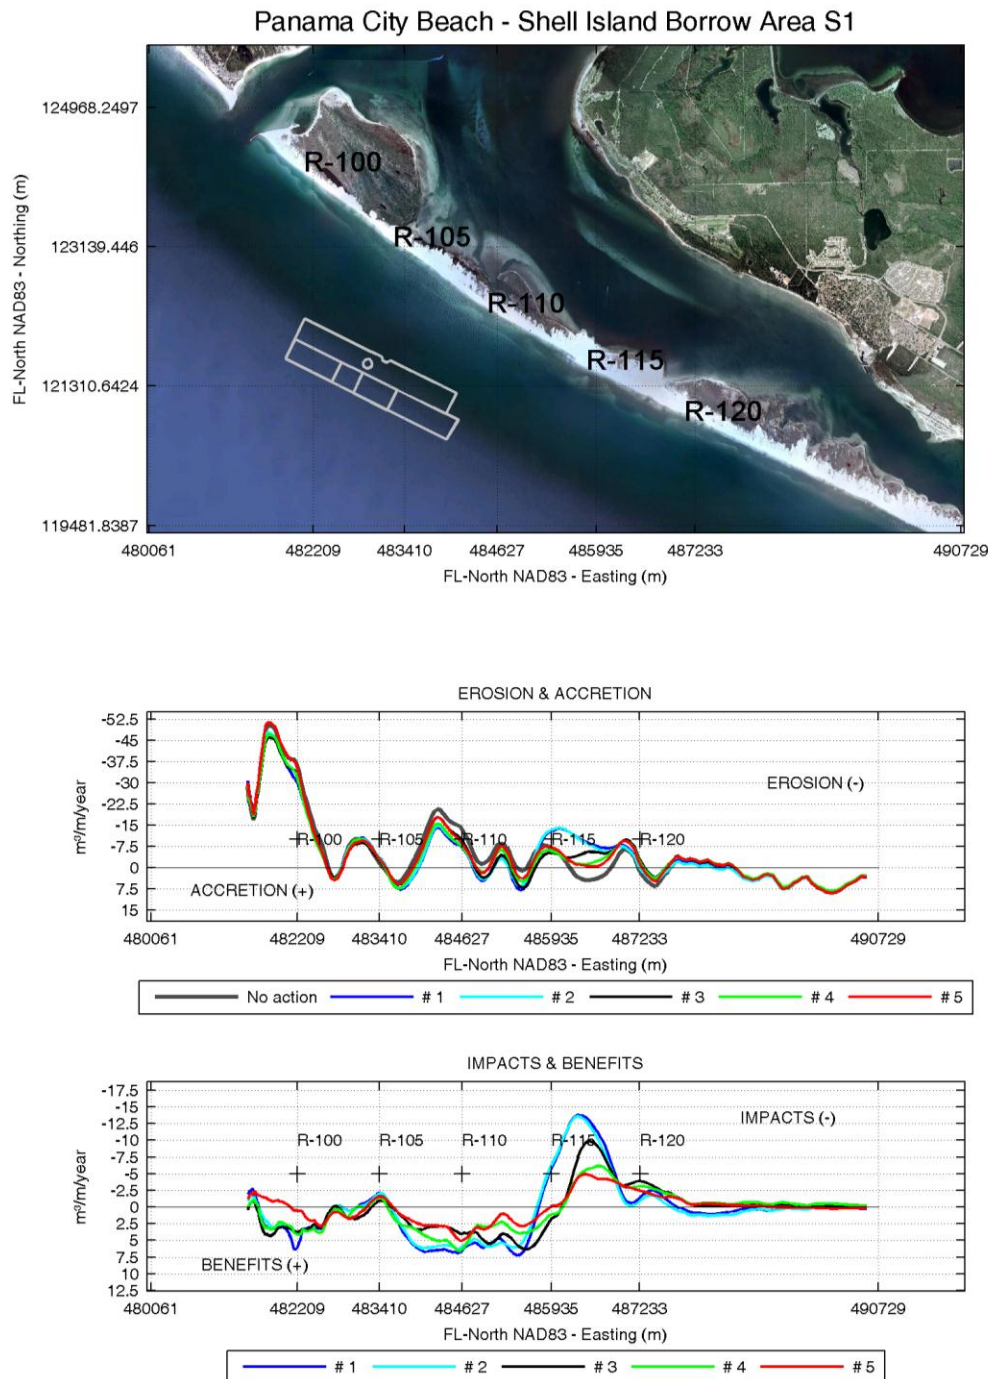 Panama City Beach - Shell Island Borrow Area S1
FL-North NAD83 - Northing (m)
124968.2497
123139.446
121310.6424
119481.8387
R-100
R-105
R-110
R-115
R-120
480061 482209 483410 484627 485935 487233 490729
FL-North NAD83 - Easting (m)
EROSION & ACCRETION
m³/m/year
-52.5
-45
-37.5
-30
-22.5
-15
-7.5
0
7.5
15
EROSION (-)
R-100 R-105 R-110 R-115 R-120
ACCRETION (+)
480061 482209 483410 484627 485935 487233 490729
FL-North NAD83 - Easting (m)
No action # 1 # 2 # 3 # 4 # 5
IMPACTS & BENEFITS
m³/m/year
-17.5
-15
-12.5
-10
-7.5
-5
-2.5
0
2.5
5
7.5
10
12.5
IMPACTS (-)
R-100 R-105 R-110 R-115 R-120
BENEFITS (+)
480061 482209 483410 484627 485935 487233 490729
FL-North NAD83 - Easting (m)
# 1 # 2 # 3 # 4 # 5